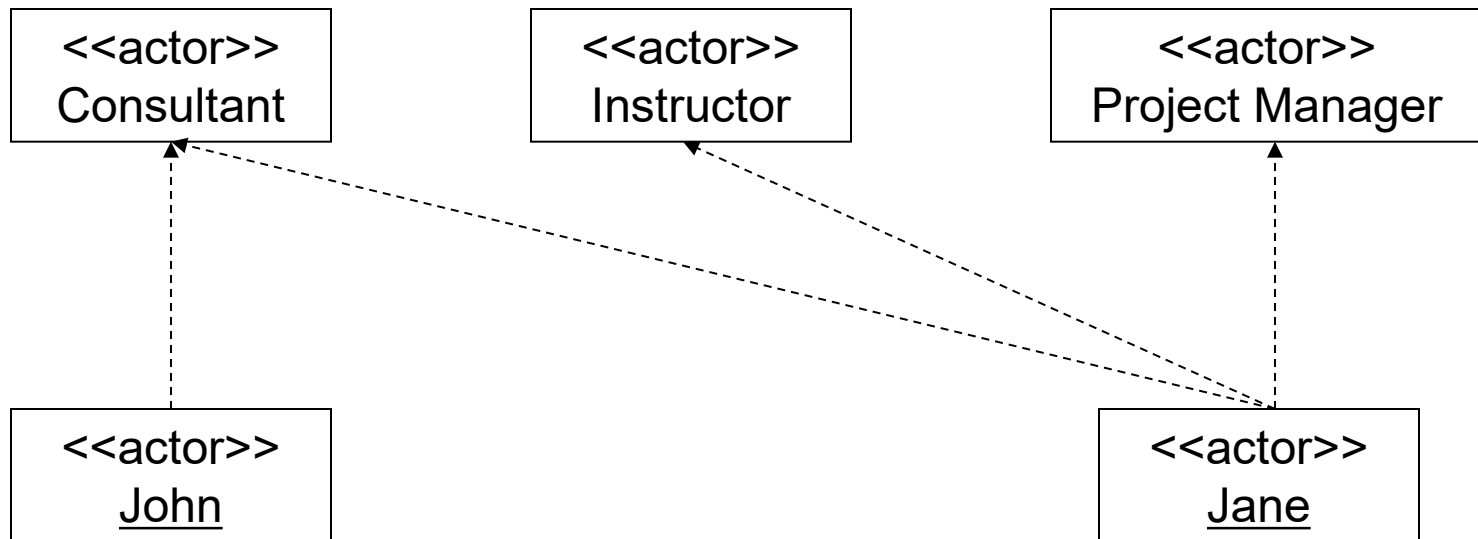 <<actor>>
Consultant
<<actor>>
Instructor
<<actor>>
Project Manager
<<actor>>
John
<<actor>>
Jane